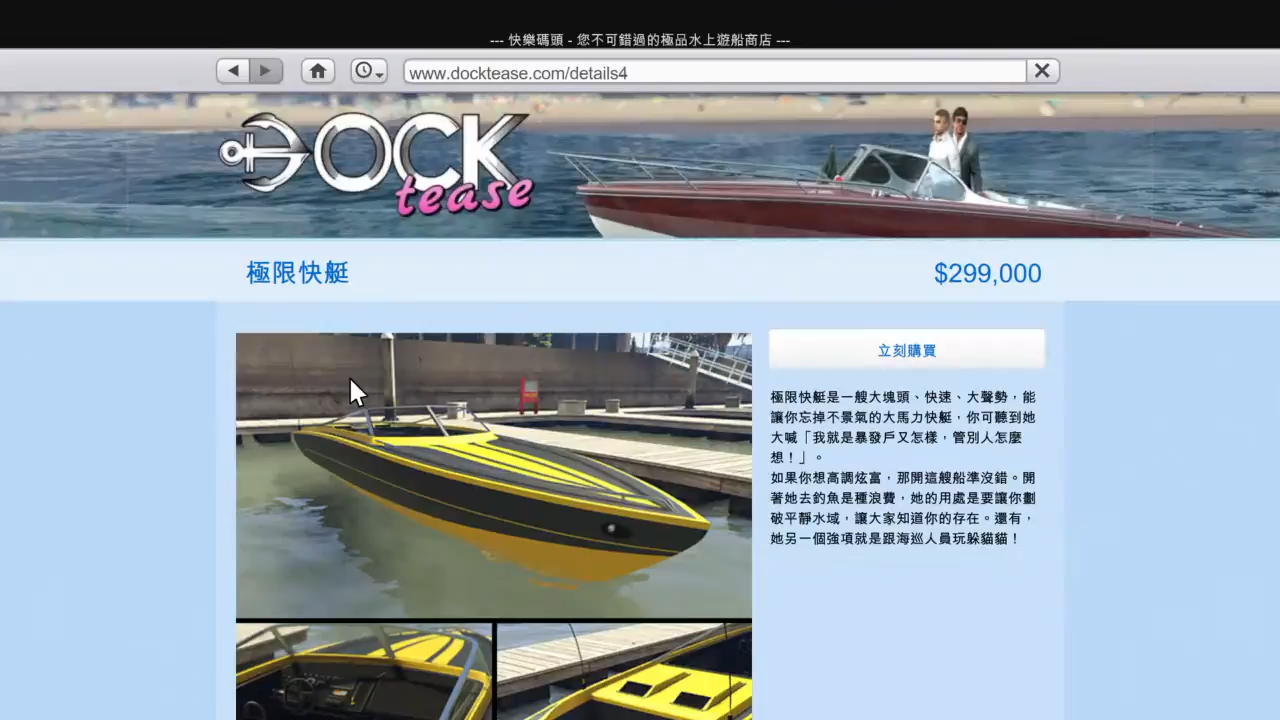 --- 快樂碼頭 - 您不可錯過的極品水上遊船商店 ---
www.docktease.com/details4
DOCK
tease
極限快艇
$299,000
立刻購買
極限快艇是一艘大塊頭、快速、大聲勢，能
讓你忘掉不景氣的大馬力快艇，你可聽到她
大喊「我就是暴發戶又怎樣，管別人怎麼
想！」。
如果你想高調炫富，那開這艘船準沒錯。開
著她去釣魚是種浪費，她的用處是要讓你劃
破平靜水域，讓大家知道你的存在。還有，
她另一個強項就是跟海巡人員玩躲貓貓！